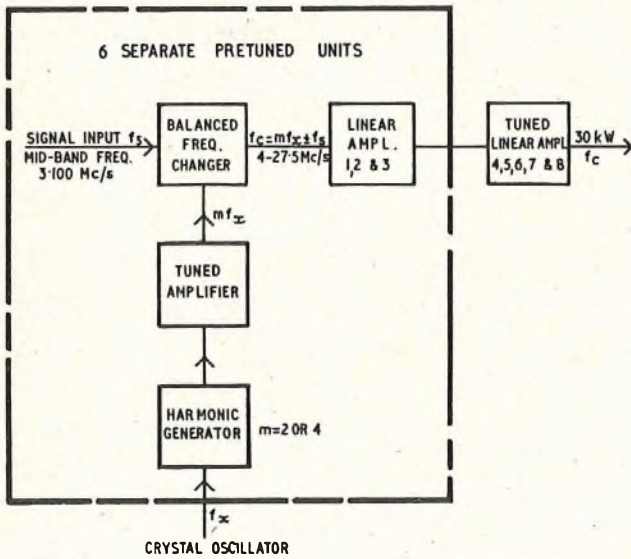 6 SEPARATE PRETUNED UNITS
SIGNAL INPUT fs
MID-BAND FREQ.
3·100 Mc/s
BALANCED
FREQ.
CHANGER
fc=mfx±fs
4-27·5Mc/s
LINEAR
AMPL.
1,2 & 3
TUNED
LINEAR AMPL
4,5,6,7 & 8
30kW
fc
mfx
TUNED
AMPLIFIER
HARMONIC
GENERATOR
m=2 OR 4
fx
CRYSTAL OSCILLATOR